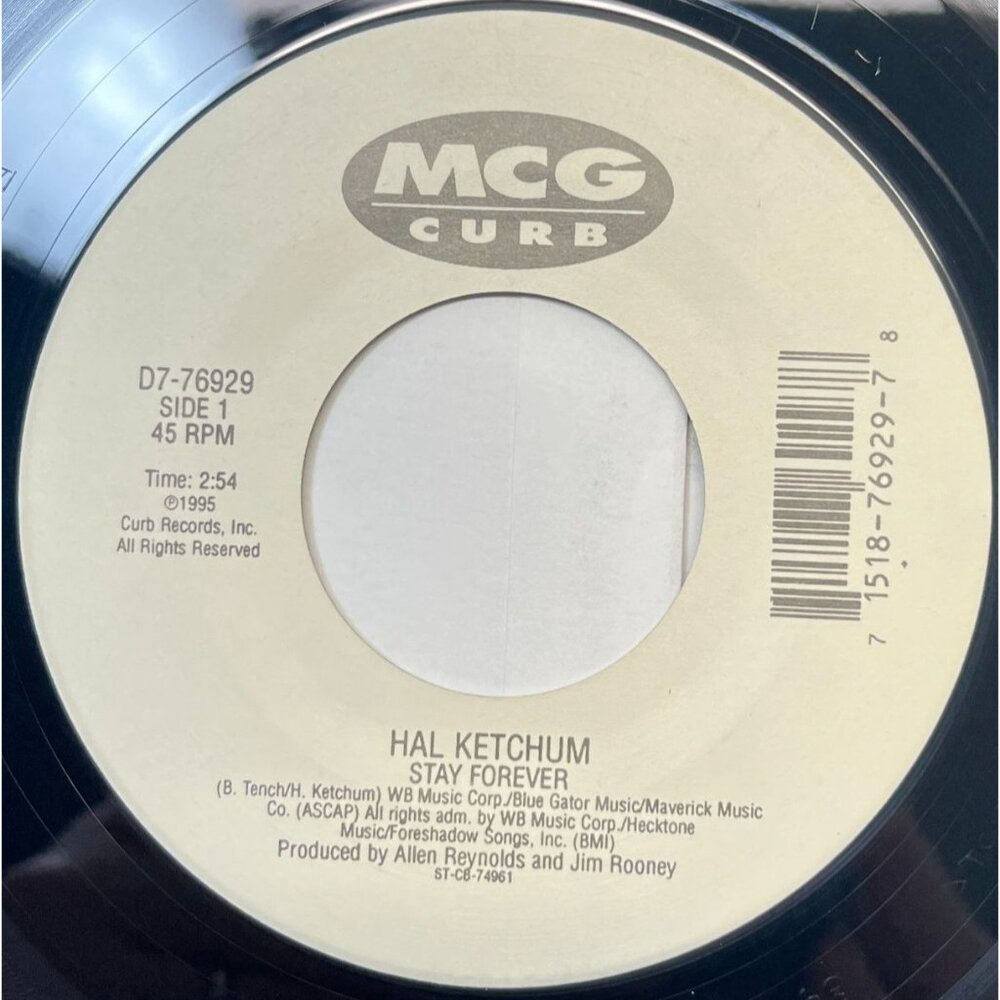 MCG
CURB
D7-76929
SIDE 1
45 RPM
Time: 2:54
℗1995
Curb Records, Inc.
All Rights Reserved
7 1518-76929-7 8
HAL KETCHUM
STAY FOREVER
(B. Tench/H. Ketchum) WB Music Corp./Blue Gator Music/Maverick Music
Co. (ASCAP) All rights adm. by WB Music Corp./Hecktone
Music/Foreshadow Songs, Inc. (BMI)
Produced by Allen Reynolds and Jim Rooney
ST-CB-74961